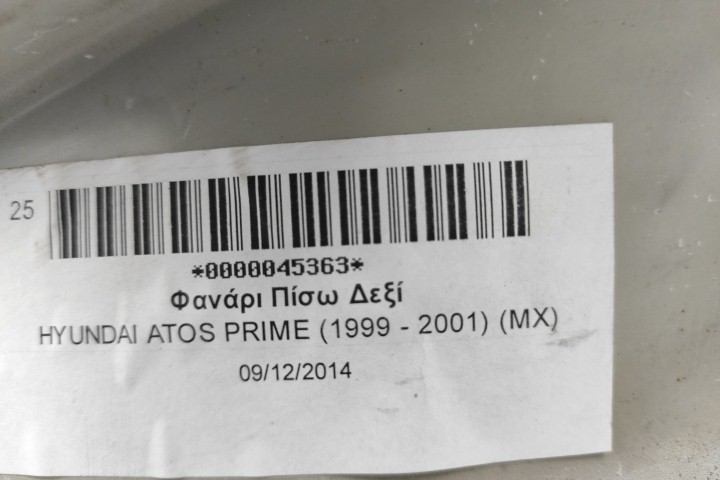 25
*0000045363*
Φανάρι Πίσω Δεξί
HYUNDAI ATOS PRIME (1999 - 2001) (MX)
09/12/2014